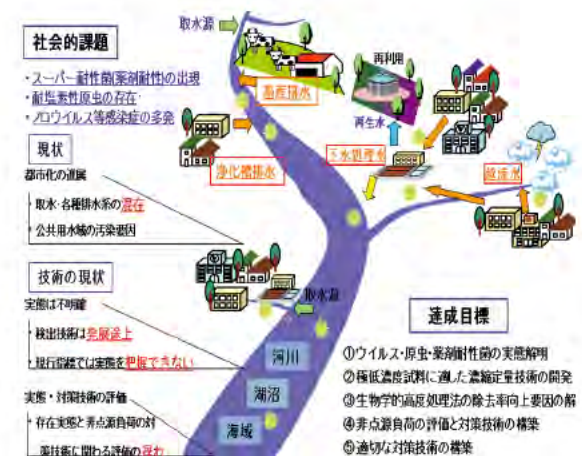 取水源
社会的課題
・スーパー耐性菌(薬剤耐性)の出現
・耐塩素性原虫の存在
・ノロウイルス等感染症の多発
畜産排水
再利用
再生水
現状
都市化の進展
・取水・各種排水系の混在
・公共用水域の汚染要因
浄化槽排水
下水処理水
越流水
技術の現状
実態は不明確
・検出技術は発展途上
・現行指標では実態を把握できない
実態・対策技術の評価
・存在実態と非点源負荷の対
策技術に関わる評価の遅れ
取水源
河川
湖沼
海域
達成目標
①ウイルス・原虫・薬剤耐性菌の実態解明
②極低濃度試料に適した濃縮定量技術の開発
③生物学的高度処理法の除去率向上要因の解
④非点源負荷の評価と対策技術の構築
⑤適切な対策技術の構築